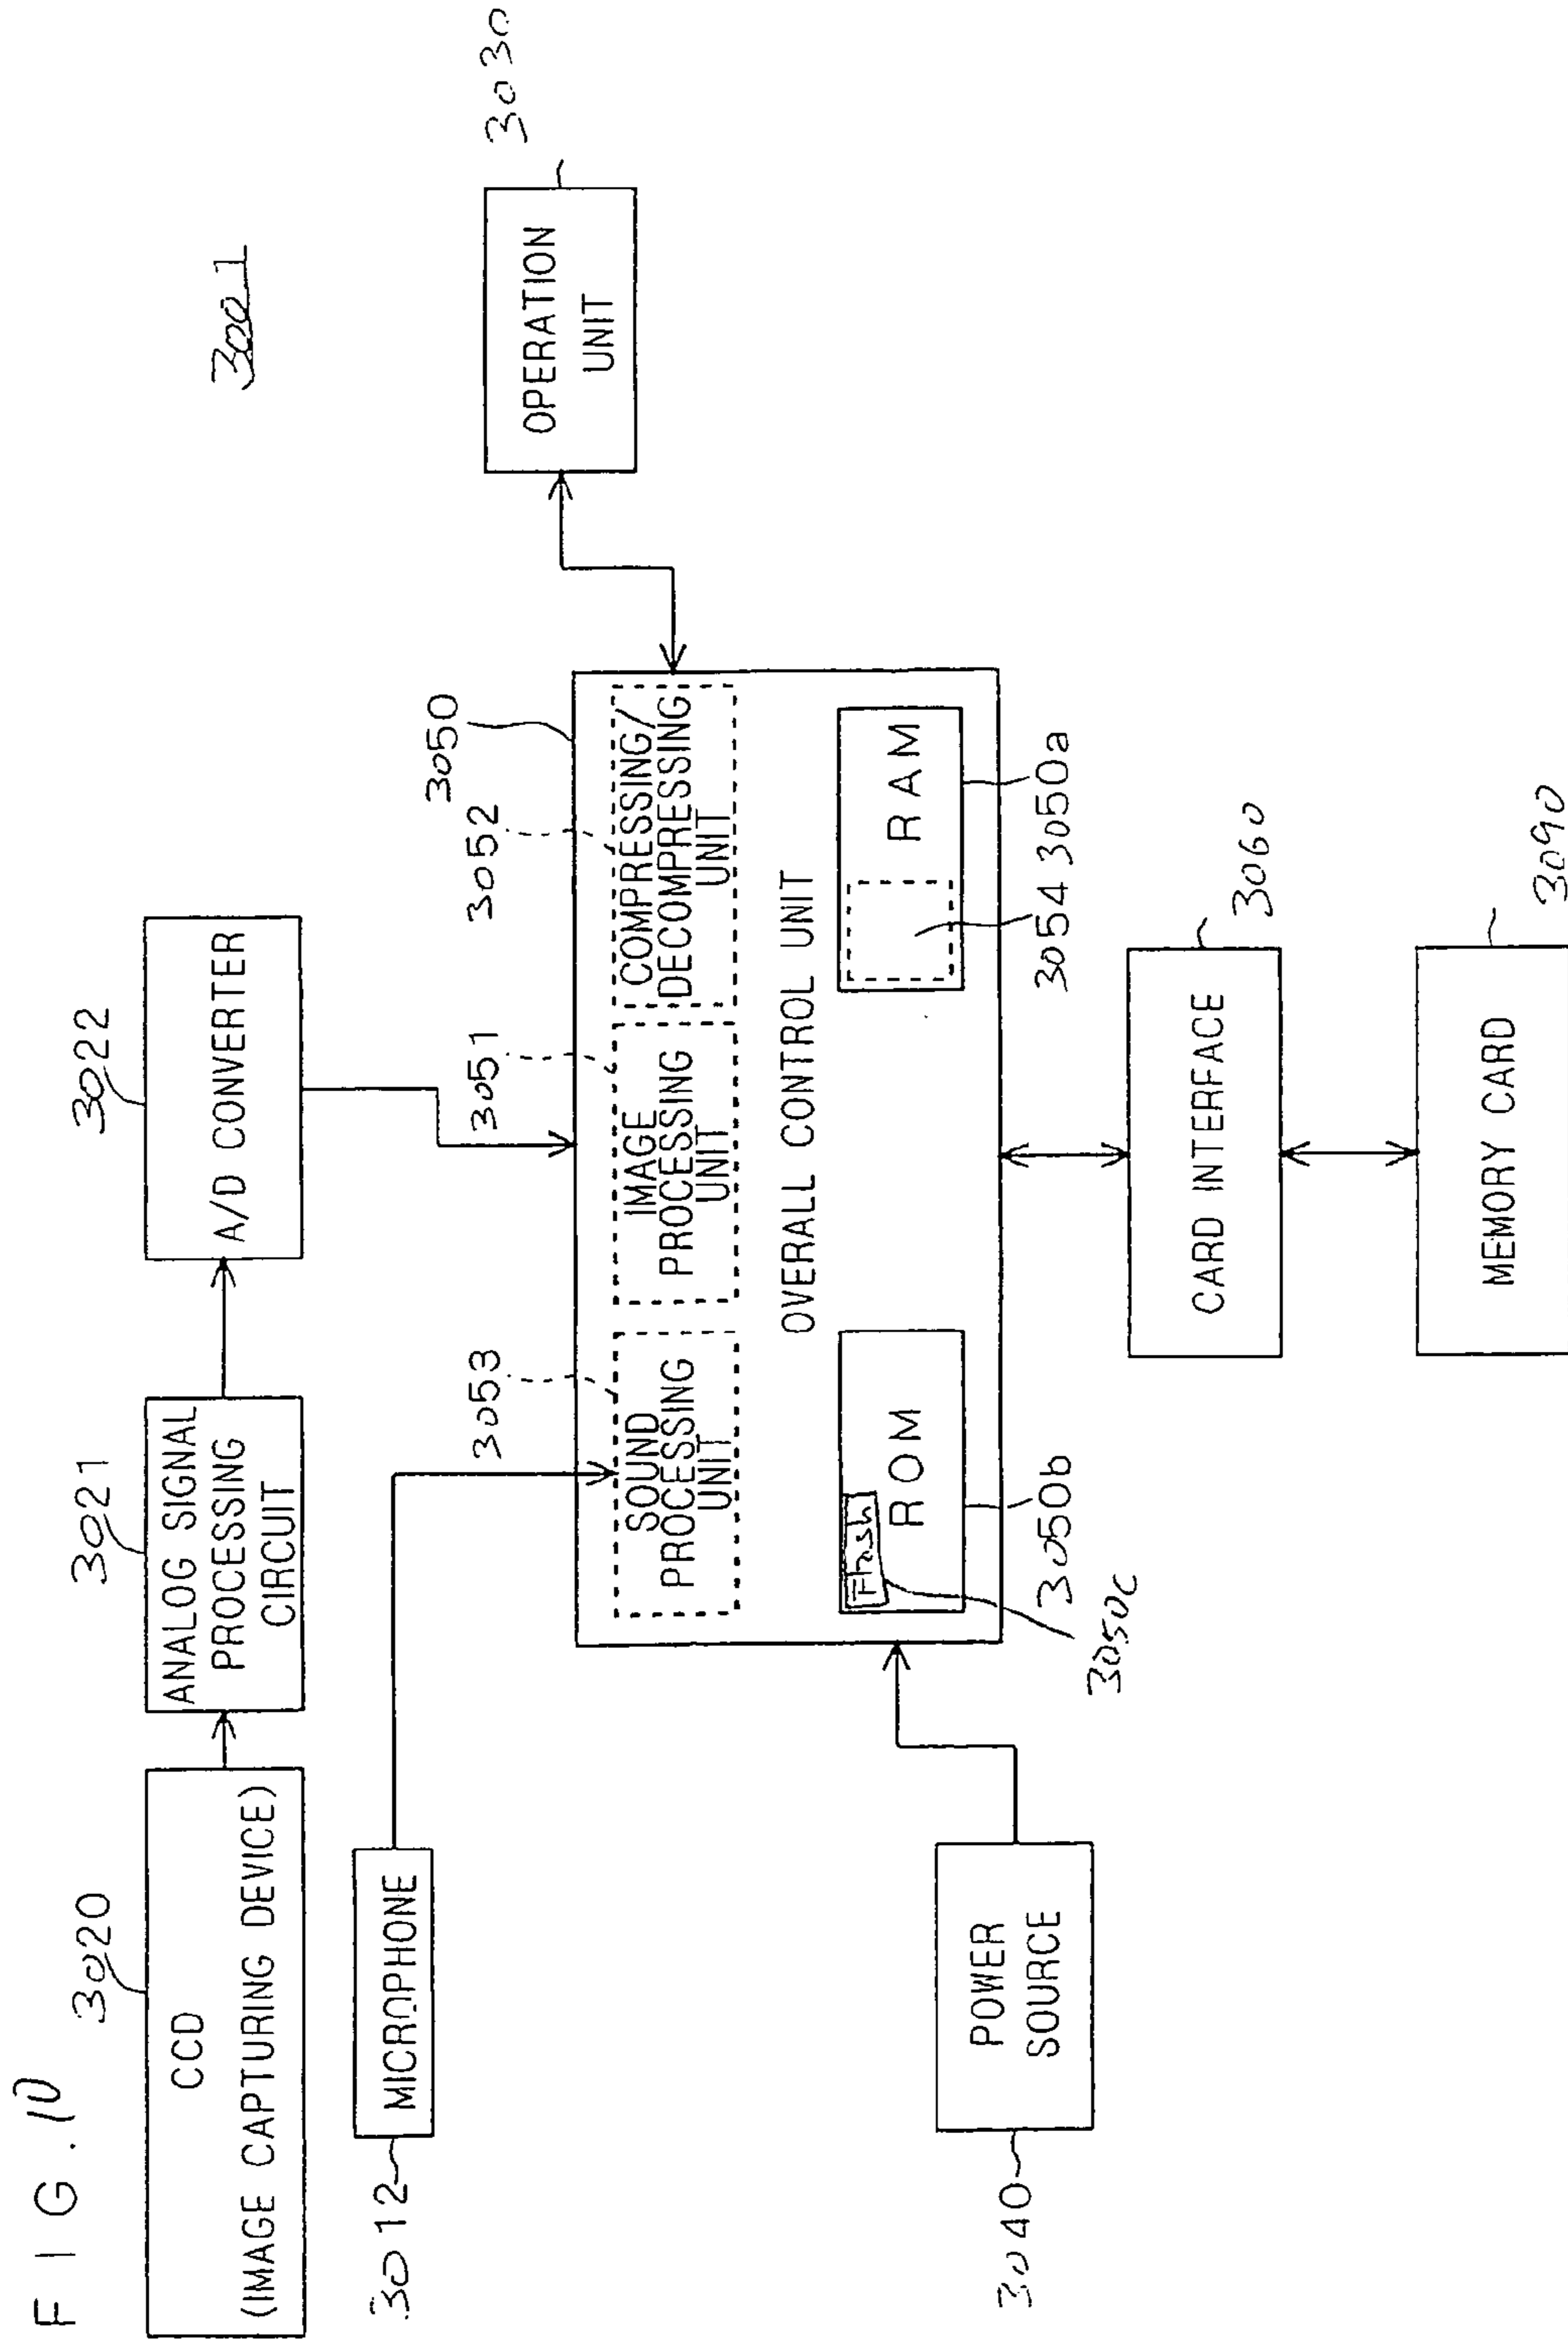 FIG. 10
3001
3020
CCD
(IMAGE CAPTURING DEVICE)
3021
ANALOG SIGNAL
PROCESSING
CIRCUIT
3022
A/D CONVERTER
3012
MICROPHONE
3030
OPERATION
UNIT
3050
3053
SOUND
PROCESSING
UNIT
3051
IMAGE
PROCESSING
UNIT
3052
COMPRESSING/
DECOMPRESSING
UNIT
OVERALL CONTROL UNIT
Flash
ROM
3050b
3050c
RAM
3054
3050a
3040
POWER
SOURCE
3060
CARD INTERFACE
3090
MEMORY CARD